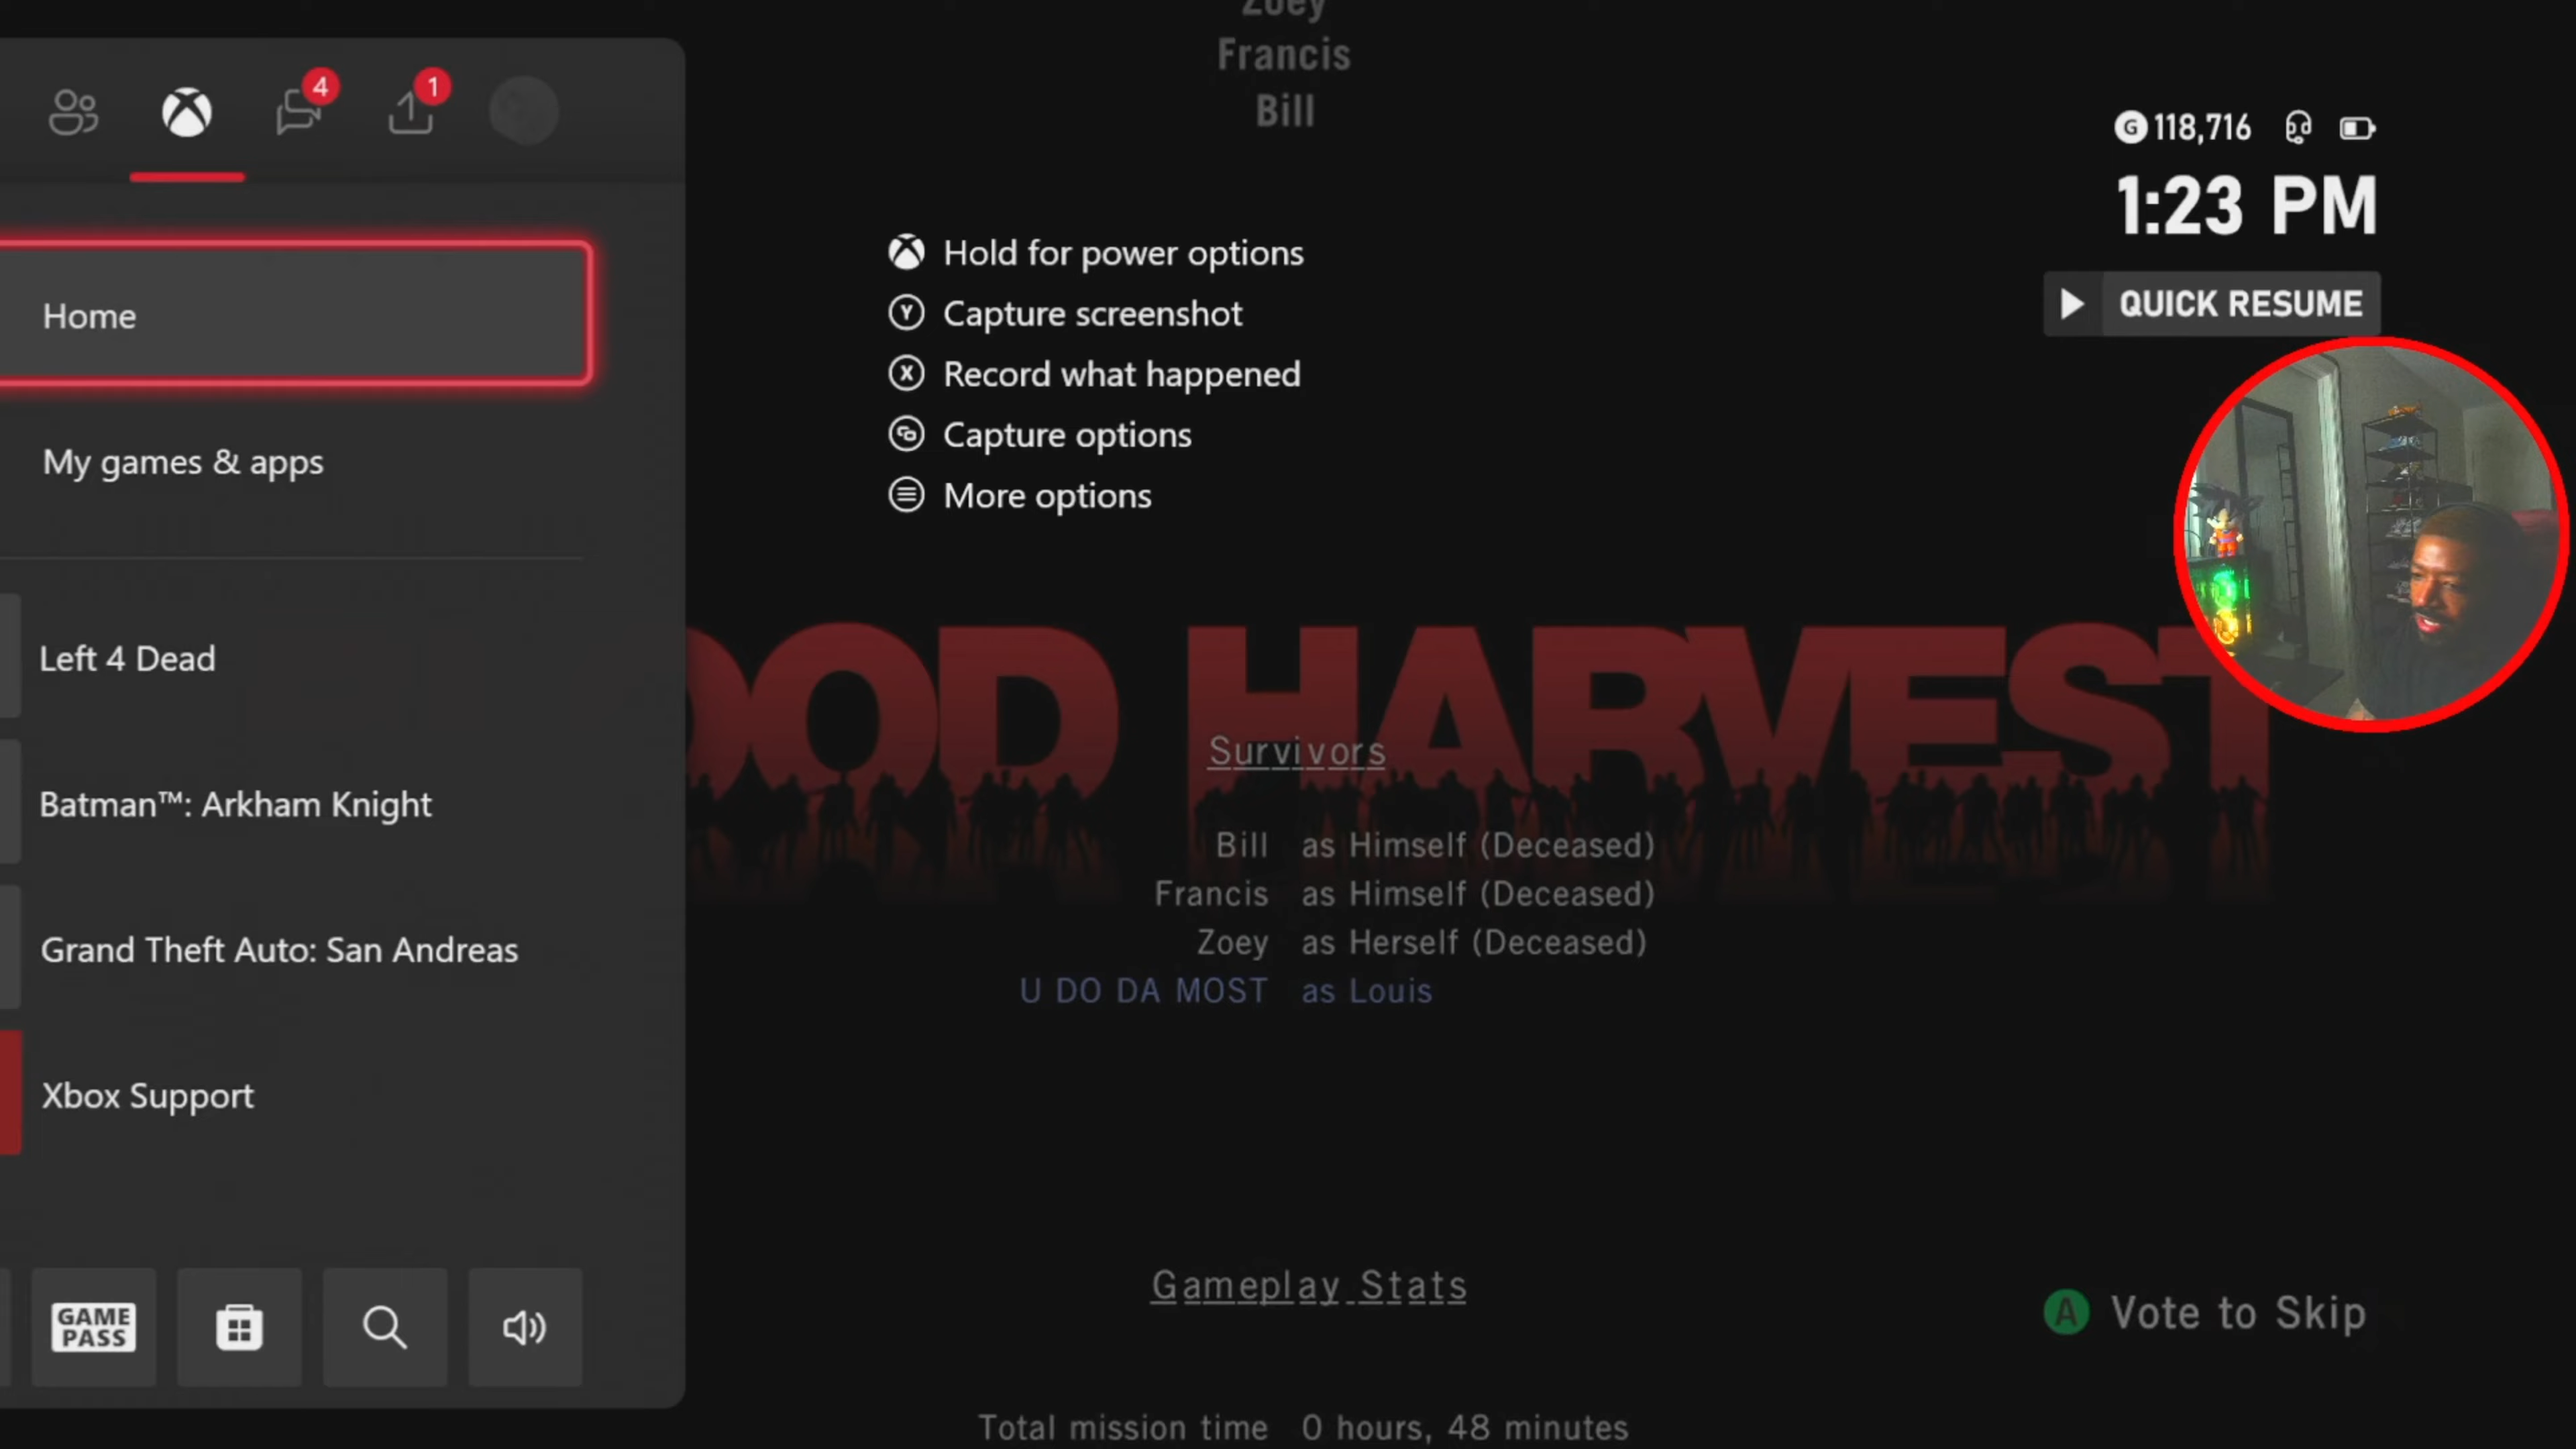 Zoey
Francis
Bill
4
1
G 118,716
1:23 PM
QUICK RESUME
Hold for power options
Y Capture screenshot
X Record what happened
Capture options
More options
Home
My games & apps
Left 4 Dead
Batman™: Arkham Knight
Grand Theft Auto: San Andreas
Xbox Support
GAME
PASS
OOD HARVEST
Survivors
Bill as Himself (Deceased)
Francis as Himself (Deceased)
Zoey as Herself (Deceased)
U DO DA MOST as Louis
Gameplay Stats
A Vote to Skip
Total mission time 0 hours, 48 minutes